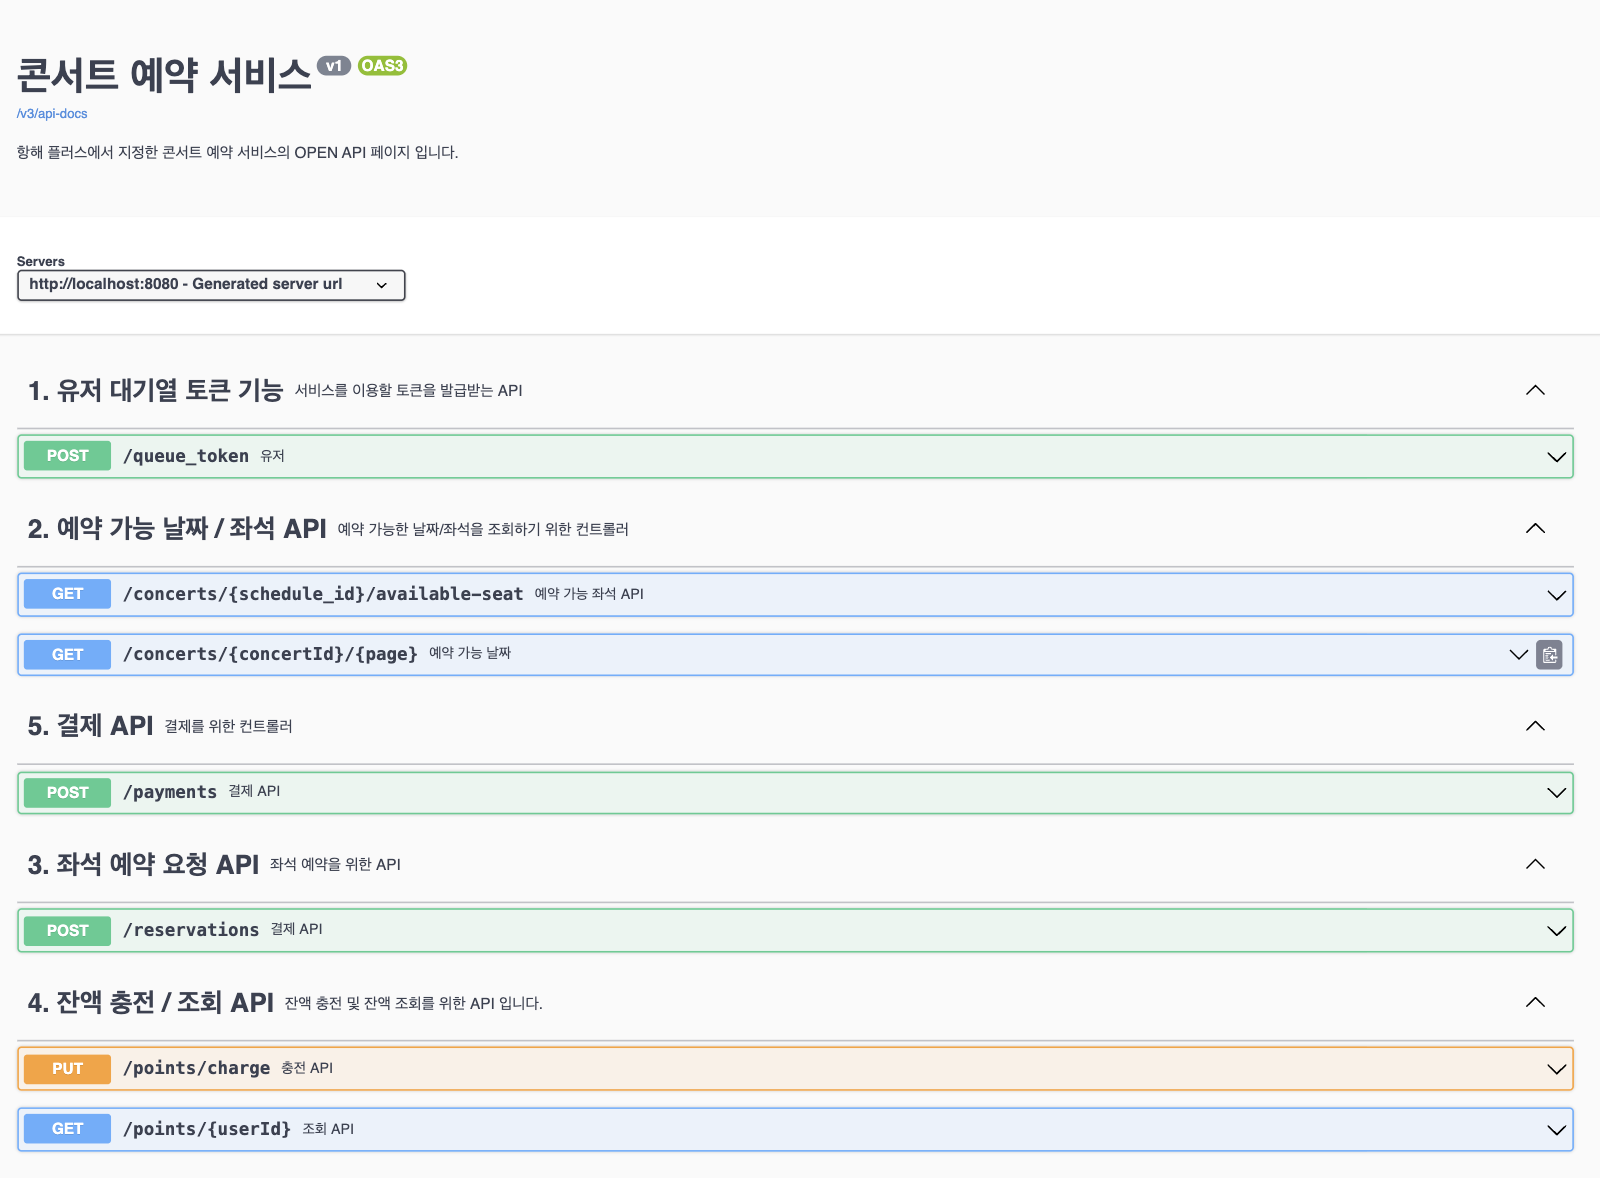 콘서트 예약 서비스 v1 OAS3
/v3/api-docs
항해 플러스에서 지정한 콘서트 예약 서비스의 OPEN API 페이지 입니다.
Servers
http://localhost:8080 - Generated server url
1. 유저 대기열 토큰 기능 서비스를 이용할 토큰을 발급받는 API
POST /queue_token 유저
2. 예약 가능 날짜 / 좌석 API 예약 가능한 날짜/좌석을 조회하기 위한 컨트롤러
GET /concerts/{schedule_id}/available-seat 예약 가능 좌석 API
GET /concerts/{concertId}/{page} 예약 가능 날짜
5. 결제 API 결제를 위한 컨트롤러
POST /payments 결제 API
3. 좌석 예약 요청 API 좌석 예약을 위한 API
POST /reservations 결제 API
4. 잔액 충전 / 조회 API 잔액 충전 및 잔액 조회를 위한 API 입니다.
PUT /points/charge 충전 API
GET /points/{userId} 조회 API